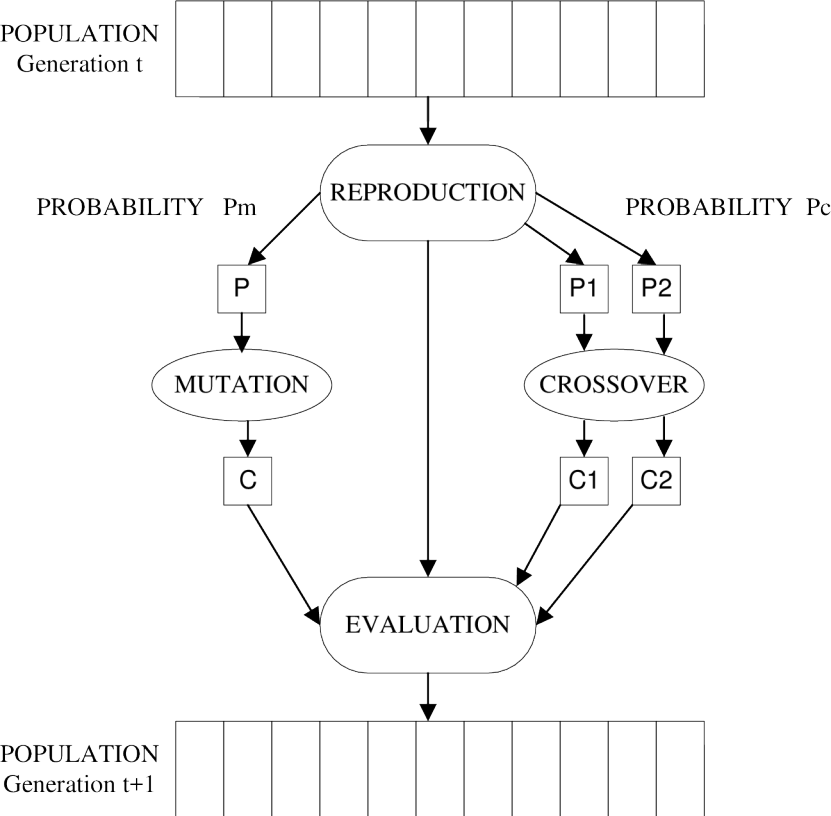 POPULATION
Generation t
REPRODUCTION
PROBABILITY Pm
PROBABILITY Pc
P
P1
P2
MUTATION
CROSSOVER
C
C1
C2
EVALUATION
POPULATION
Generation t+1